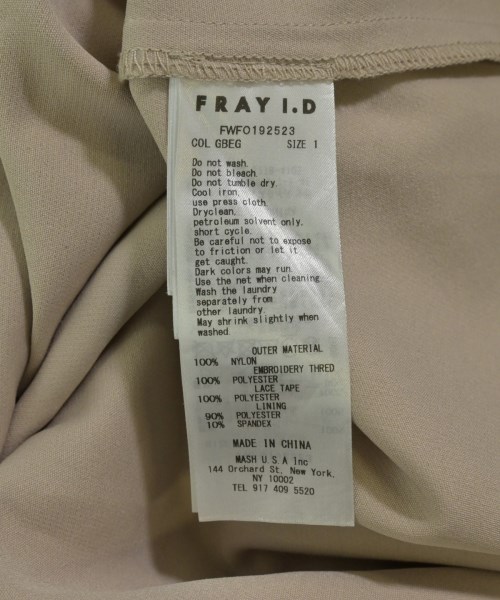 FRAY I.D
FWFO192523
COL GBEG SIZE 1
Do not wash.
Do not bleach.
Do not tumble dry.
Cool iron,
use press cloth.
Dryclean,
petroleum solvent only.
short cycle.
Be careful not to expose
to friction or let it
get caught.
Dark colors may run.
Use the net when cleaning.
Wash the laundry
separately from
other laundry.
May shrink slightly when
washed.
OUTER MATERIAL
100% NYLON
EMBROIDERY THRED
100% POLYESTER
LACE TAPE
100% POLYESTER
LINING
90% POLYESTER
10% SPANDEX
MADE IN CHINA
MASH U.S.A Inc
144 Orchard St, New York,
NY 10002
TEL 917 409 5520